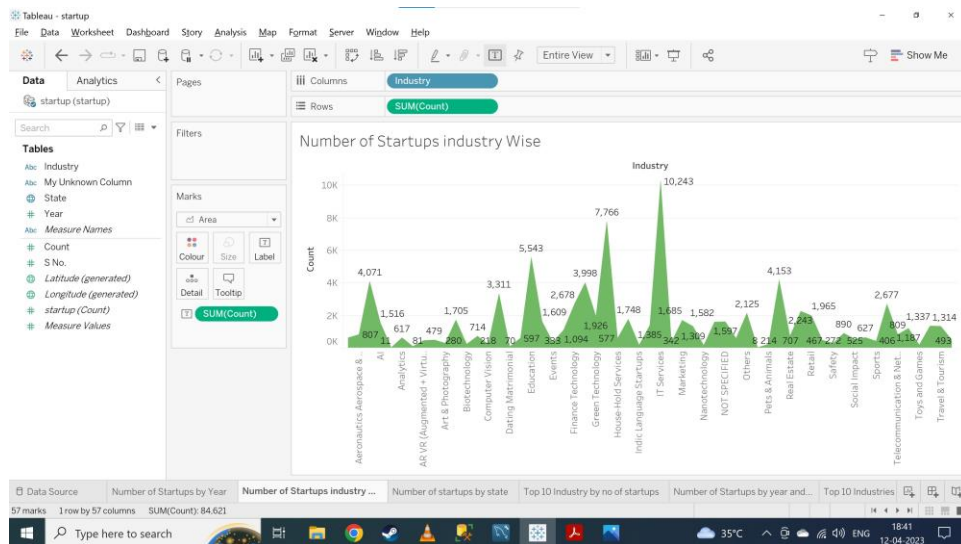 Tableau - startup
File Data Worksheet Dashboard Story Analysis Map Format Server Window Help
Entire View
Show Me
Data Analytics
startup (startup)
Search
Tables
Abc Industry
Abc My Unknown Column
State
# Year
Abc Measure Names
# Count
# S No.
Latitude (generated)
Longitude (generated)
# startup (Count)
# Measure Values
Pages
Filters
Marks
Area
Colour Size Label
Detail Tooltip
SUM(Count)
Columns Industry
Rows SUM(Count)
Number of Startups industry Wise
Industry
Count
10K
8K
6K
4K
2K
0K
10,243
7,766
5,543
4,071 3,311 3,998 4,153
2,678 2,677
1,516 1,705 1,609 1,926 1,748 1,685 1,582 2,125 2,243 1,965 1,337 1,314
617 479 714 1,385 1,309 1,597 890 627 809 1,187
807 11 81 280 218 70 597 333 1,094 577 342 8 214 707 467 272 525 406 493
Aeronautics Aerospace & ..
AI
Analytics
AR VR (Augmented + Virtu..
Art & Photography
Biotechnology
Computer Vision
Dating Matrimonial
Education
Events
Finance Technology
Green Technology
House-Hold Services
Indic Language Startups
IT Services
Marketing
Nanotechnology
NOT SPECIFIED
Others
Pets & Animals
Real Estate
Retail
Safety
Social Impact
Sports
Telecommunication & Net..
Toys and Games
Travel & Tourism
Data Source Number of Startups by Year Number of Startups industry ... Number of startups by state Top 10 Industry by no of startups Number of Startups by year and... Top 10 Industries
57 marks 1 row by 57 columns SUM(Count): 84,621
Type here to search
35°C
ENG
18:41
12-04-2023